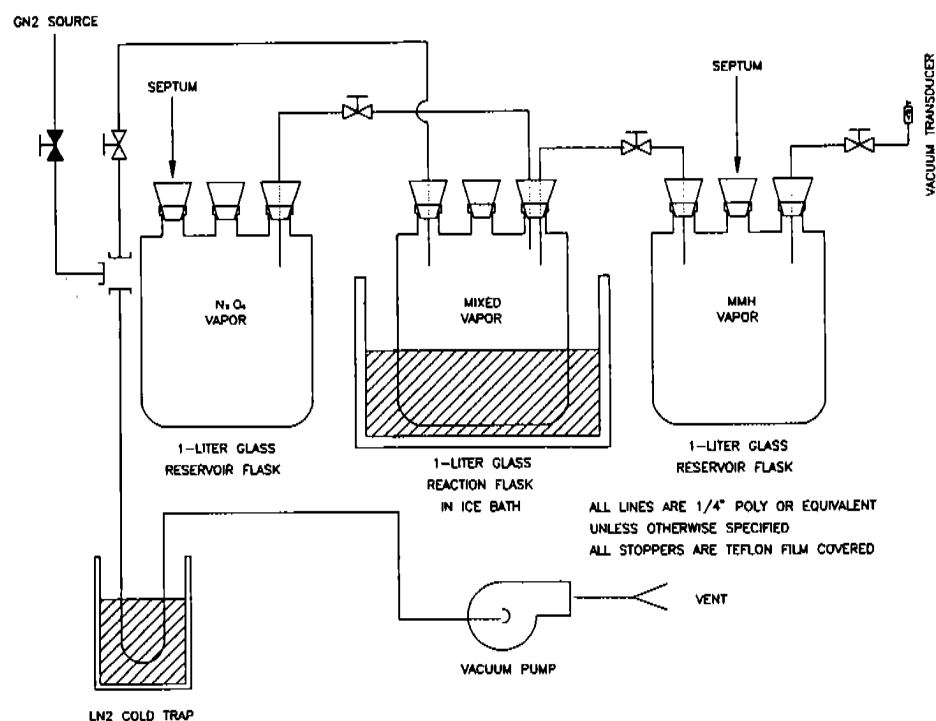 GN2 SOURCE
SEPTUM
SEPTUM
VACUUM TRANSDUCER
N₂O₄
VAPOR
MIXED
VAPOR
MMH
VAPOR
1-LITER GLASS
RESERVOIR FLASK
1-LITER GLASS
REACTION FLASK
IN ICE BATH
1-LITER GLASS
RESERVOIR FLASK
ALL LINES ARE 1/4" POLY OR EQUIVALENT
UNLESS OTHERWISE SPECIFIED
ALL STOPPERS ARE TEFLON FILM COVERED
VENT
VACUUM PUMP
LN2 COLD TRAP